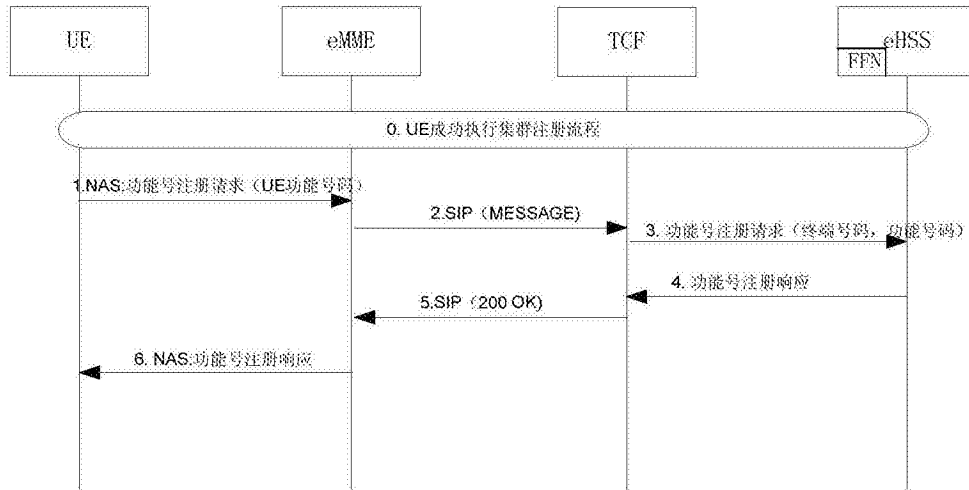 UE
eMME
TCF
eHSS
FFN
0. UE成功执行集群注册流程
1.NAS:功能号注册请求（UE功能号码）
2.SIP（MESSAGE)
3. 功能号注册请求（终端号码，功能号码）
4. 功能号注册响应
5.SIP（200 OK)
6. NAS:功能号注册响应